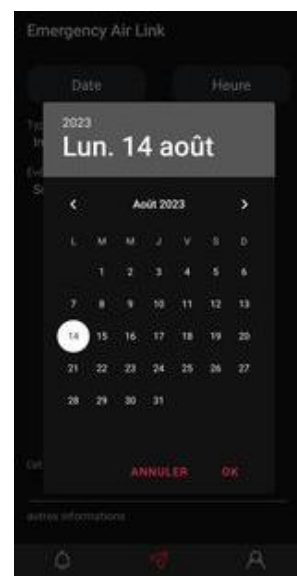 Emergency Air Link
Date Heure
2023
Lun. 14 août
Août 2023
L M M J V S D
1 2 3 4 5 6
7 8 9 10 11 12 13
14 15 16 17 18 19 20
21 22 23 24 25 26 27
28 29 30 31
ANNULER OK
autres informations